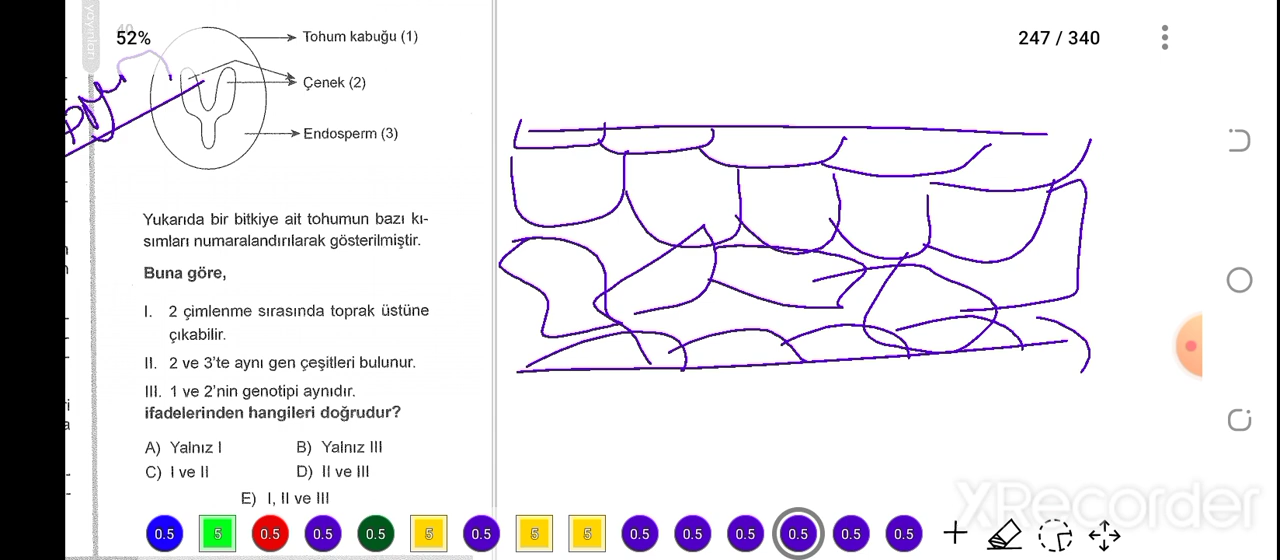 yayınları
52%
Tohum kabuğu (1)
247 / 340
Çenek (2)
Endosperm (3)
Yukarıda bir bitkiye ait tohumun bazı kı-
sımları numaralandırılarak gösterilmiştir.
Buna göre,
I. 2 çimlenme sırasında toprak üstüne
çıkabilir.
II. 2 ve 3'te aynı gen çeşitleri bulunur.
III. 1 ve 2'nin genotipi aynıdır.
ifadelerinden hangileri doğrudur?
A) Yalnız I B) Yalnız III
C) I ve II D) II ve III
E) I, II ve III
XRecorder
0.5 5 0.5 0.5 0.5 5 0.5 5 5 0.5 0.5 0.5 0.5 0.5 0.5